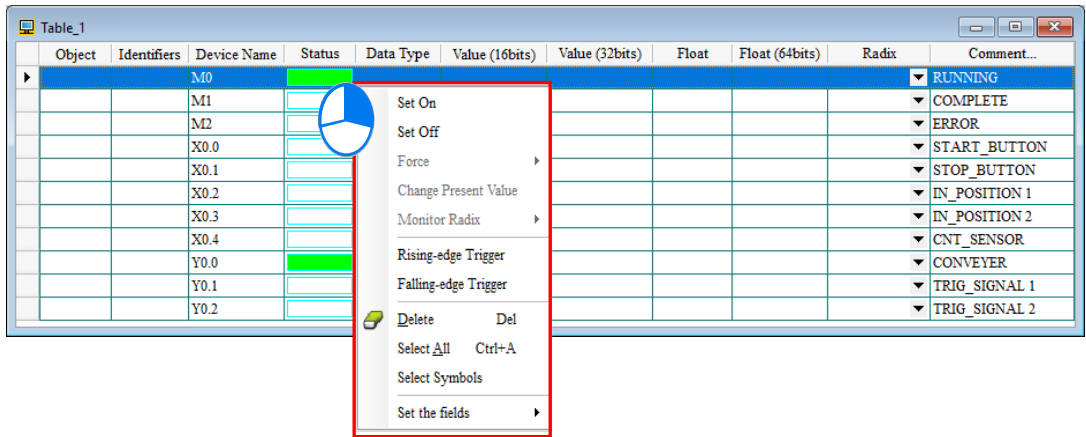 Table_1
Object Identifiers Device Name Status Data Type Value (16bits) Value (32bits) Float Float (64bits) Radix Comment...
M0 RUNNING
M1 COMPLETE
M2 ERROR
X0.0 START_BUTTON
X0.1 STOP_BUTTON
X0.2 IN_POSITION 1
X0.3 IN_POSITION 2
X0.4 CNT_SENSOR
Y0.0 CONVEYER
Y0.1 TRIG_SIGNAL 1
Y0.2 TRIG_SIGNAL 2
Set On
Set Off
Force
Change Present Value
Monitor Radix
Rising-edge Trigger
Falling-edge Trigger
Delete Del
Select All Ctrl+A
Select Symbols
Set the fields